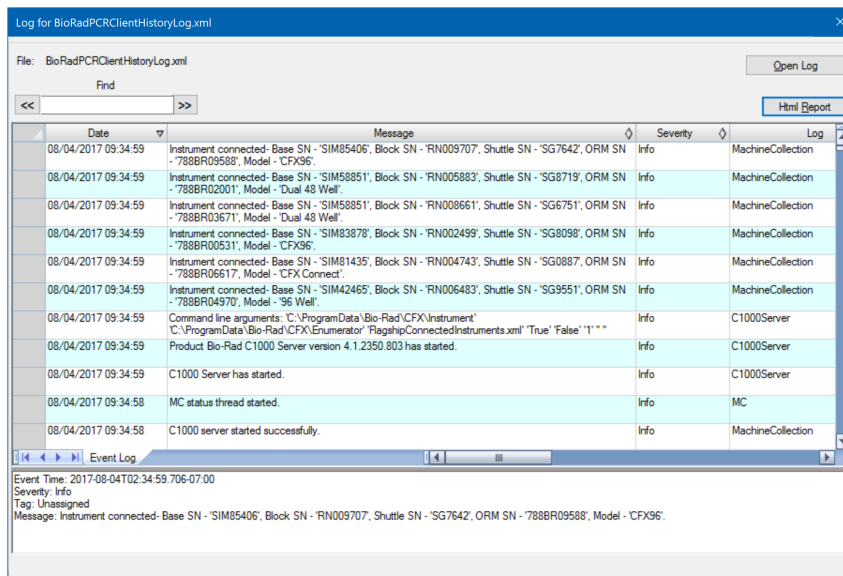 Log for BioRadPCRClientHistoryLog.xml
File: BioRadPCRClientHistoryLog.xml
Open Log
Find
<< >>
Html Report
Date Message Severity Log
08/04/2017 09:34:59 Instrument connected- Base SN - 'SIM85406', Block SN - 'RN009707', Shuttle SN - 'SG7642', ORM SN Info MachineCollection
- '788BR09588', Model - 'CFX96'.
08/04/2017 09:34:59 Instrument connected- Base SN - 'SIM58851', Block SN - 'RN005883', Shuttle SN - 'SG8719', ORM SN Info MachineCollection
- '788BR02001', Model - 'Dual 48 Well'.
08/04/2017 09:34:59 Instrument connected- Base SN - 'SIM58851', Block SN - 'RN008661', Shuttle SN - 'SG6751', ORM SN Info MachineCollection
- '788BR03671', Model - 'Dual 48 Well'.
08/04/2017 09:34:59 Instrument connected- Base SN - 'SIM83878', Block SN - 'RN002499', Shuttle SN - 'SG8098', ORM SN Info MachineCollection
- '788BR00531', Model - 'CFX96'.
08/04/2017 09:34:59 Instrument connected- Base SN - 'SIM81435', Block SN - 'RN004743', Shuttle SN - 'SG0887', ORM SN Info MachineCollection
- '788BR06617', Model - 'CFX Connect'.
08/04/2017 09:34:59 Instrument connected- Base SN - 'SIM42465', Block SN - 'RN006483', Shuttle SN - 'SG9551', ORM SN Info MachineCollection
- '788BR04970', Model - '96 Well'.
08/04/2017 09:34:59 Command line arguments: 'C:\ProgramData\Bio-Rad\CFX\Instrument' Info C1000Server
'C:\ProgramData\Bio-Rad\CFX\Enumerator' 'FlagshipConnectedInstruments.xml' 'True' 'False' '1' '' ''
08/04/2017 09:34:59 Product Bio-Rad C1000 Server version 4.1.2350.803 has started. Info C1000Server
08/04/2017 09:34:59 C1000 Server has started. Info C1000Server
08/04/2017 09:34:58 MC status thread started. Info MC
08/04/2017 09:34:58 C1000 server started successfully. Info MachineCollection
Event Log
Event Time: 2017-08-04T02:34:59.706-07:00
Severity: Info
Tag: Unassigned
Message: Instrument connected- Base SN - 'SIM85406', Block SN - 'RN009707', Shuttle SN - 'SG7642', ORM SN - '788BR09588', Model - 'CFX96'.